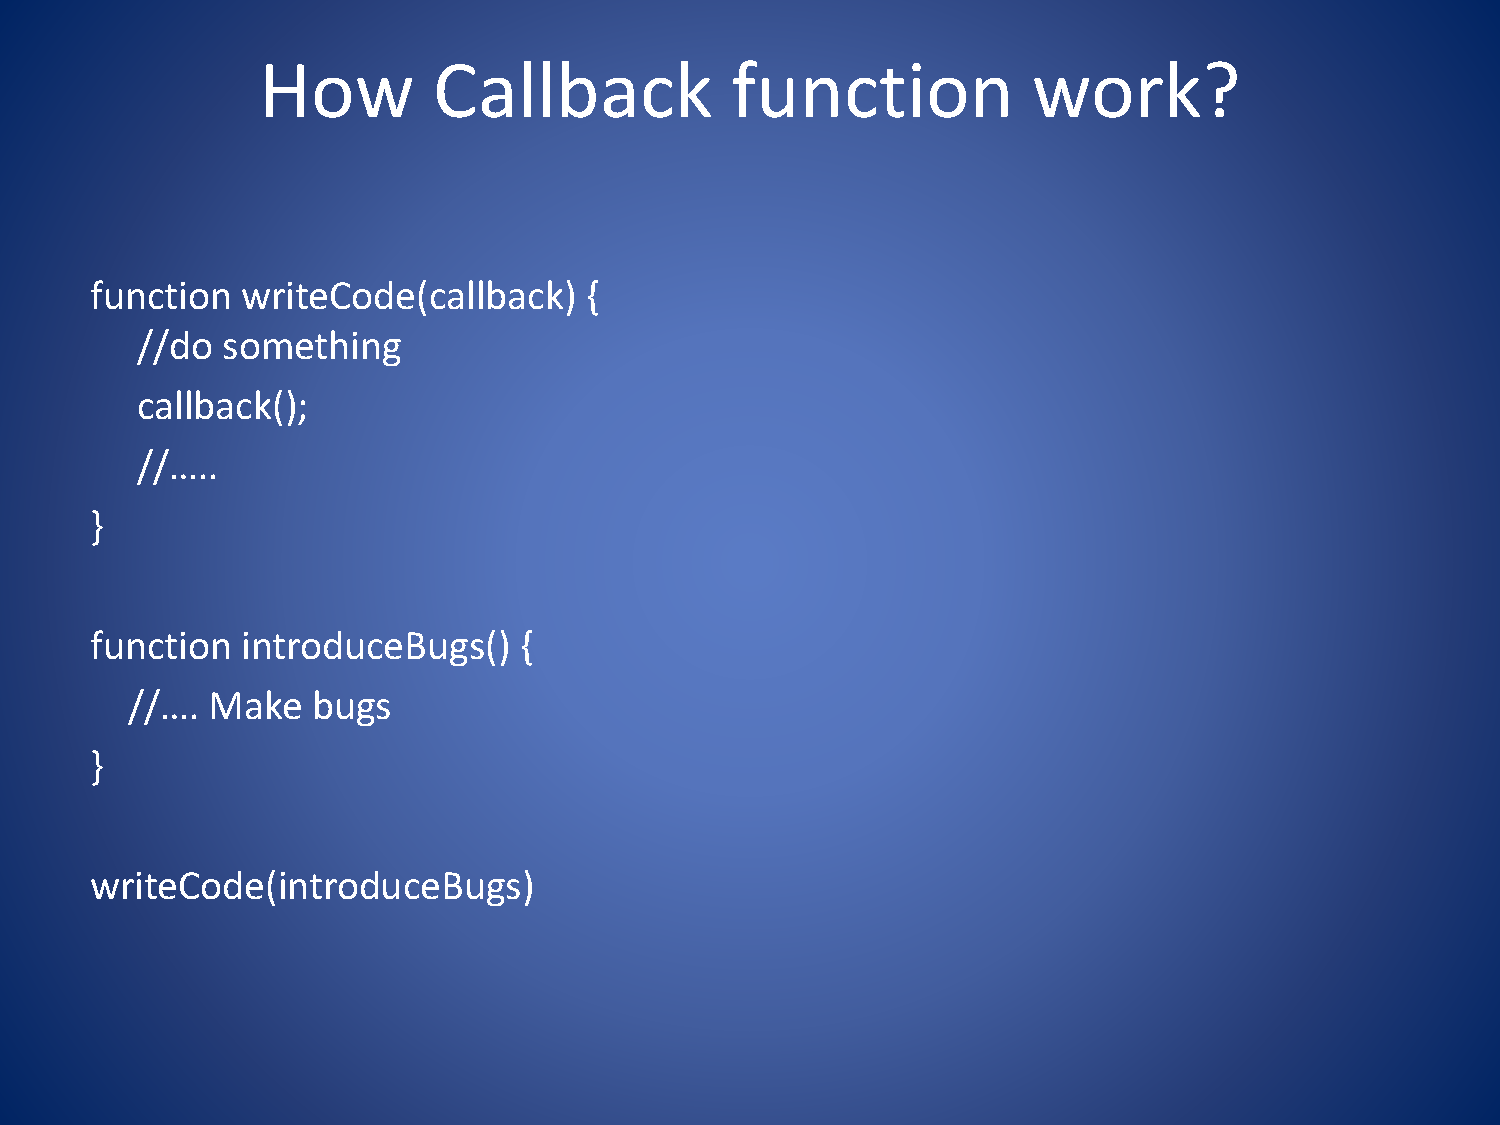 How Callback function work?
function writeCode(callback) {
//do something
callback();
//…..
}
function introduceBugs() {
//…. Make bugs
}
writeCode(introduceBugs)